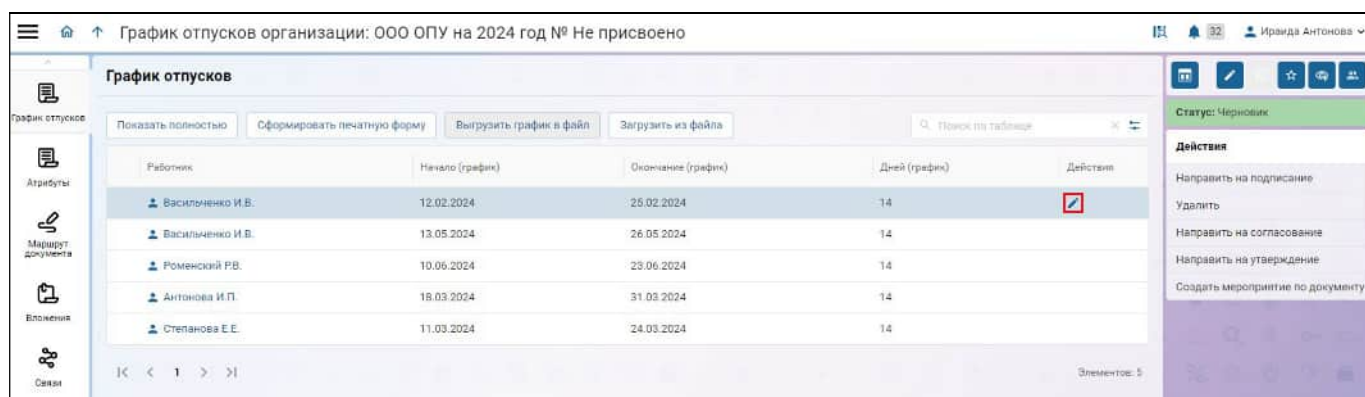 График отпусков организации: ООО ОПУ на 2024 год № Не присвоено
32
Ираида Антонова
График отпусков
Атрибуты
Маршрут
документа
Вложения
Связи
График отпусков
Показать полностью
Сформировать печатную форму
Выгрузить график в файл
Загрузить из файла
Поиск по таблице
Работник Начало (график) Окончание (график) Дней (график) Действия
Васильченко И.В. 12.02.2024 25.02.2024 14
Васильченко И.В. 13.05.2024 26.05.2024 14
Роменский Р.В. 10.06.2024 23.06.2024 14
Антонова И.П. 18.03.2024 31.03.2024 14
Степанова Е.Е. 11.03.2024 24.03.2024 14
1
Элементов: 5
Статус: Черновик
Действия
Направить на подписание
Удалить
Направить на согласование
Направить на утверждение
Создать мероприятие по документу